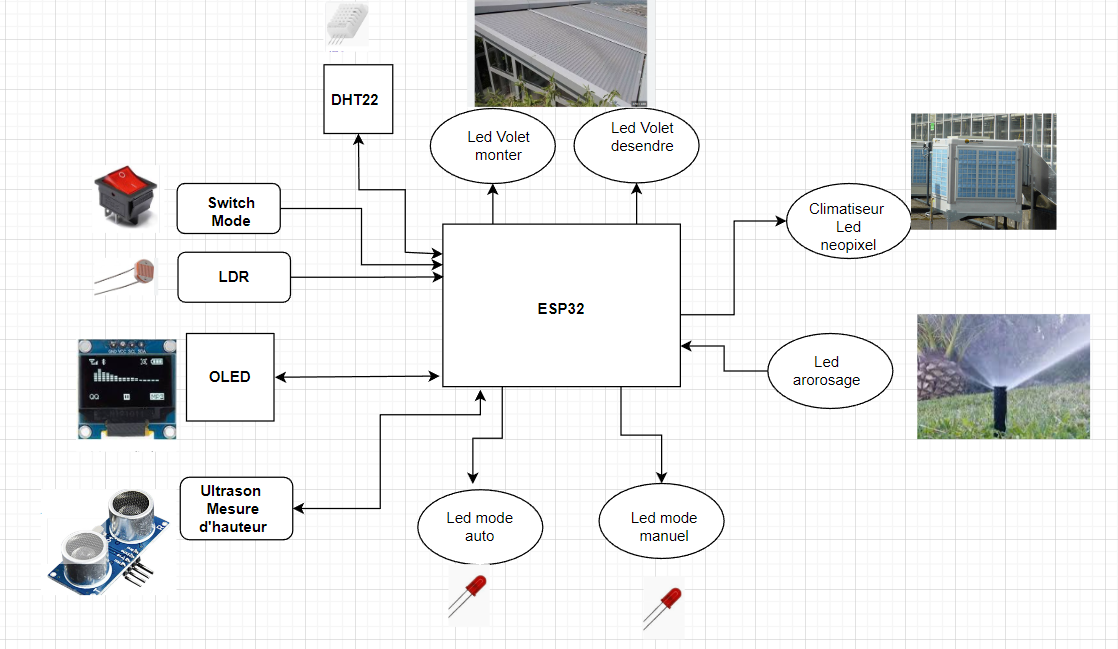 DHT22
Led Volet
monter
Led Volet
desendre
Switch
Mode
Climatiseur
Led
neopixel
LDR
ESP32
OLED
Led
arorosage
Ultrason
Mesure
d'hauteur
Led mode
auto
Led mode
manuel